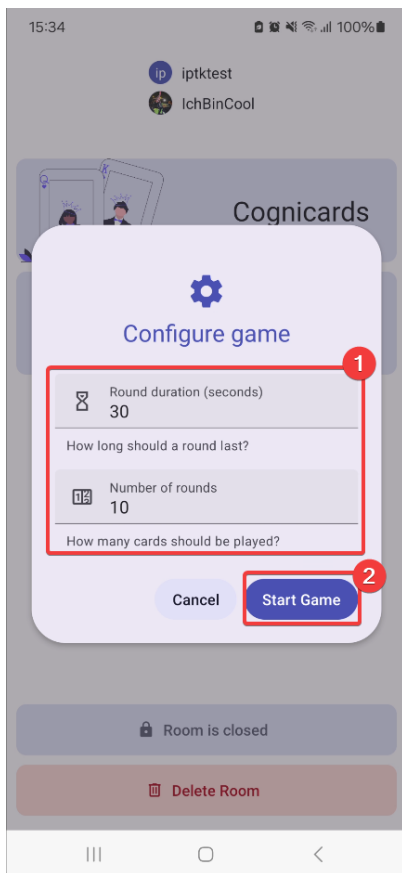 15:34
100%
ip iptktest
IchBinCool
Q
K
Cognicards
Configure game
1
Round duration (seconds)
30
How long should a round last?
Number of rounds
10
How many cards should be played?
2
Cancel
Start Game
Room is closed
Delete Room